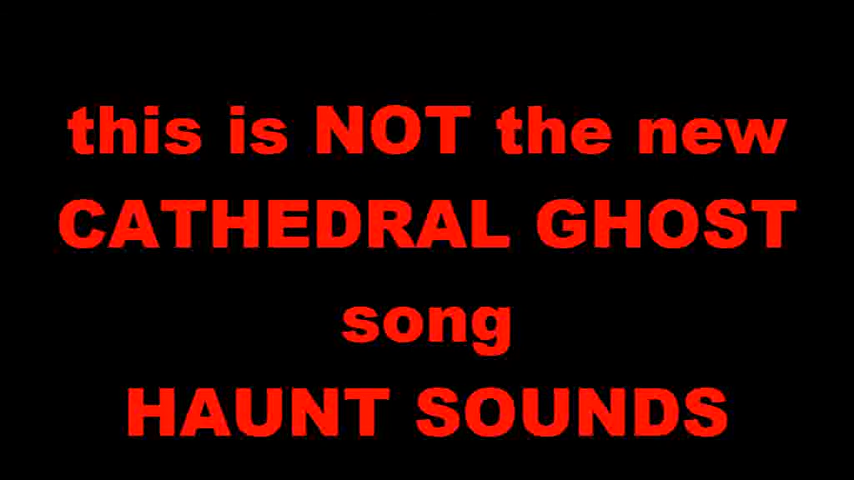 this is NOT the new
CATHEDRAL GHOST
song
HAUNT SOUNDS